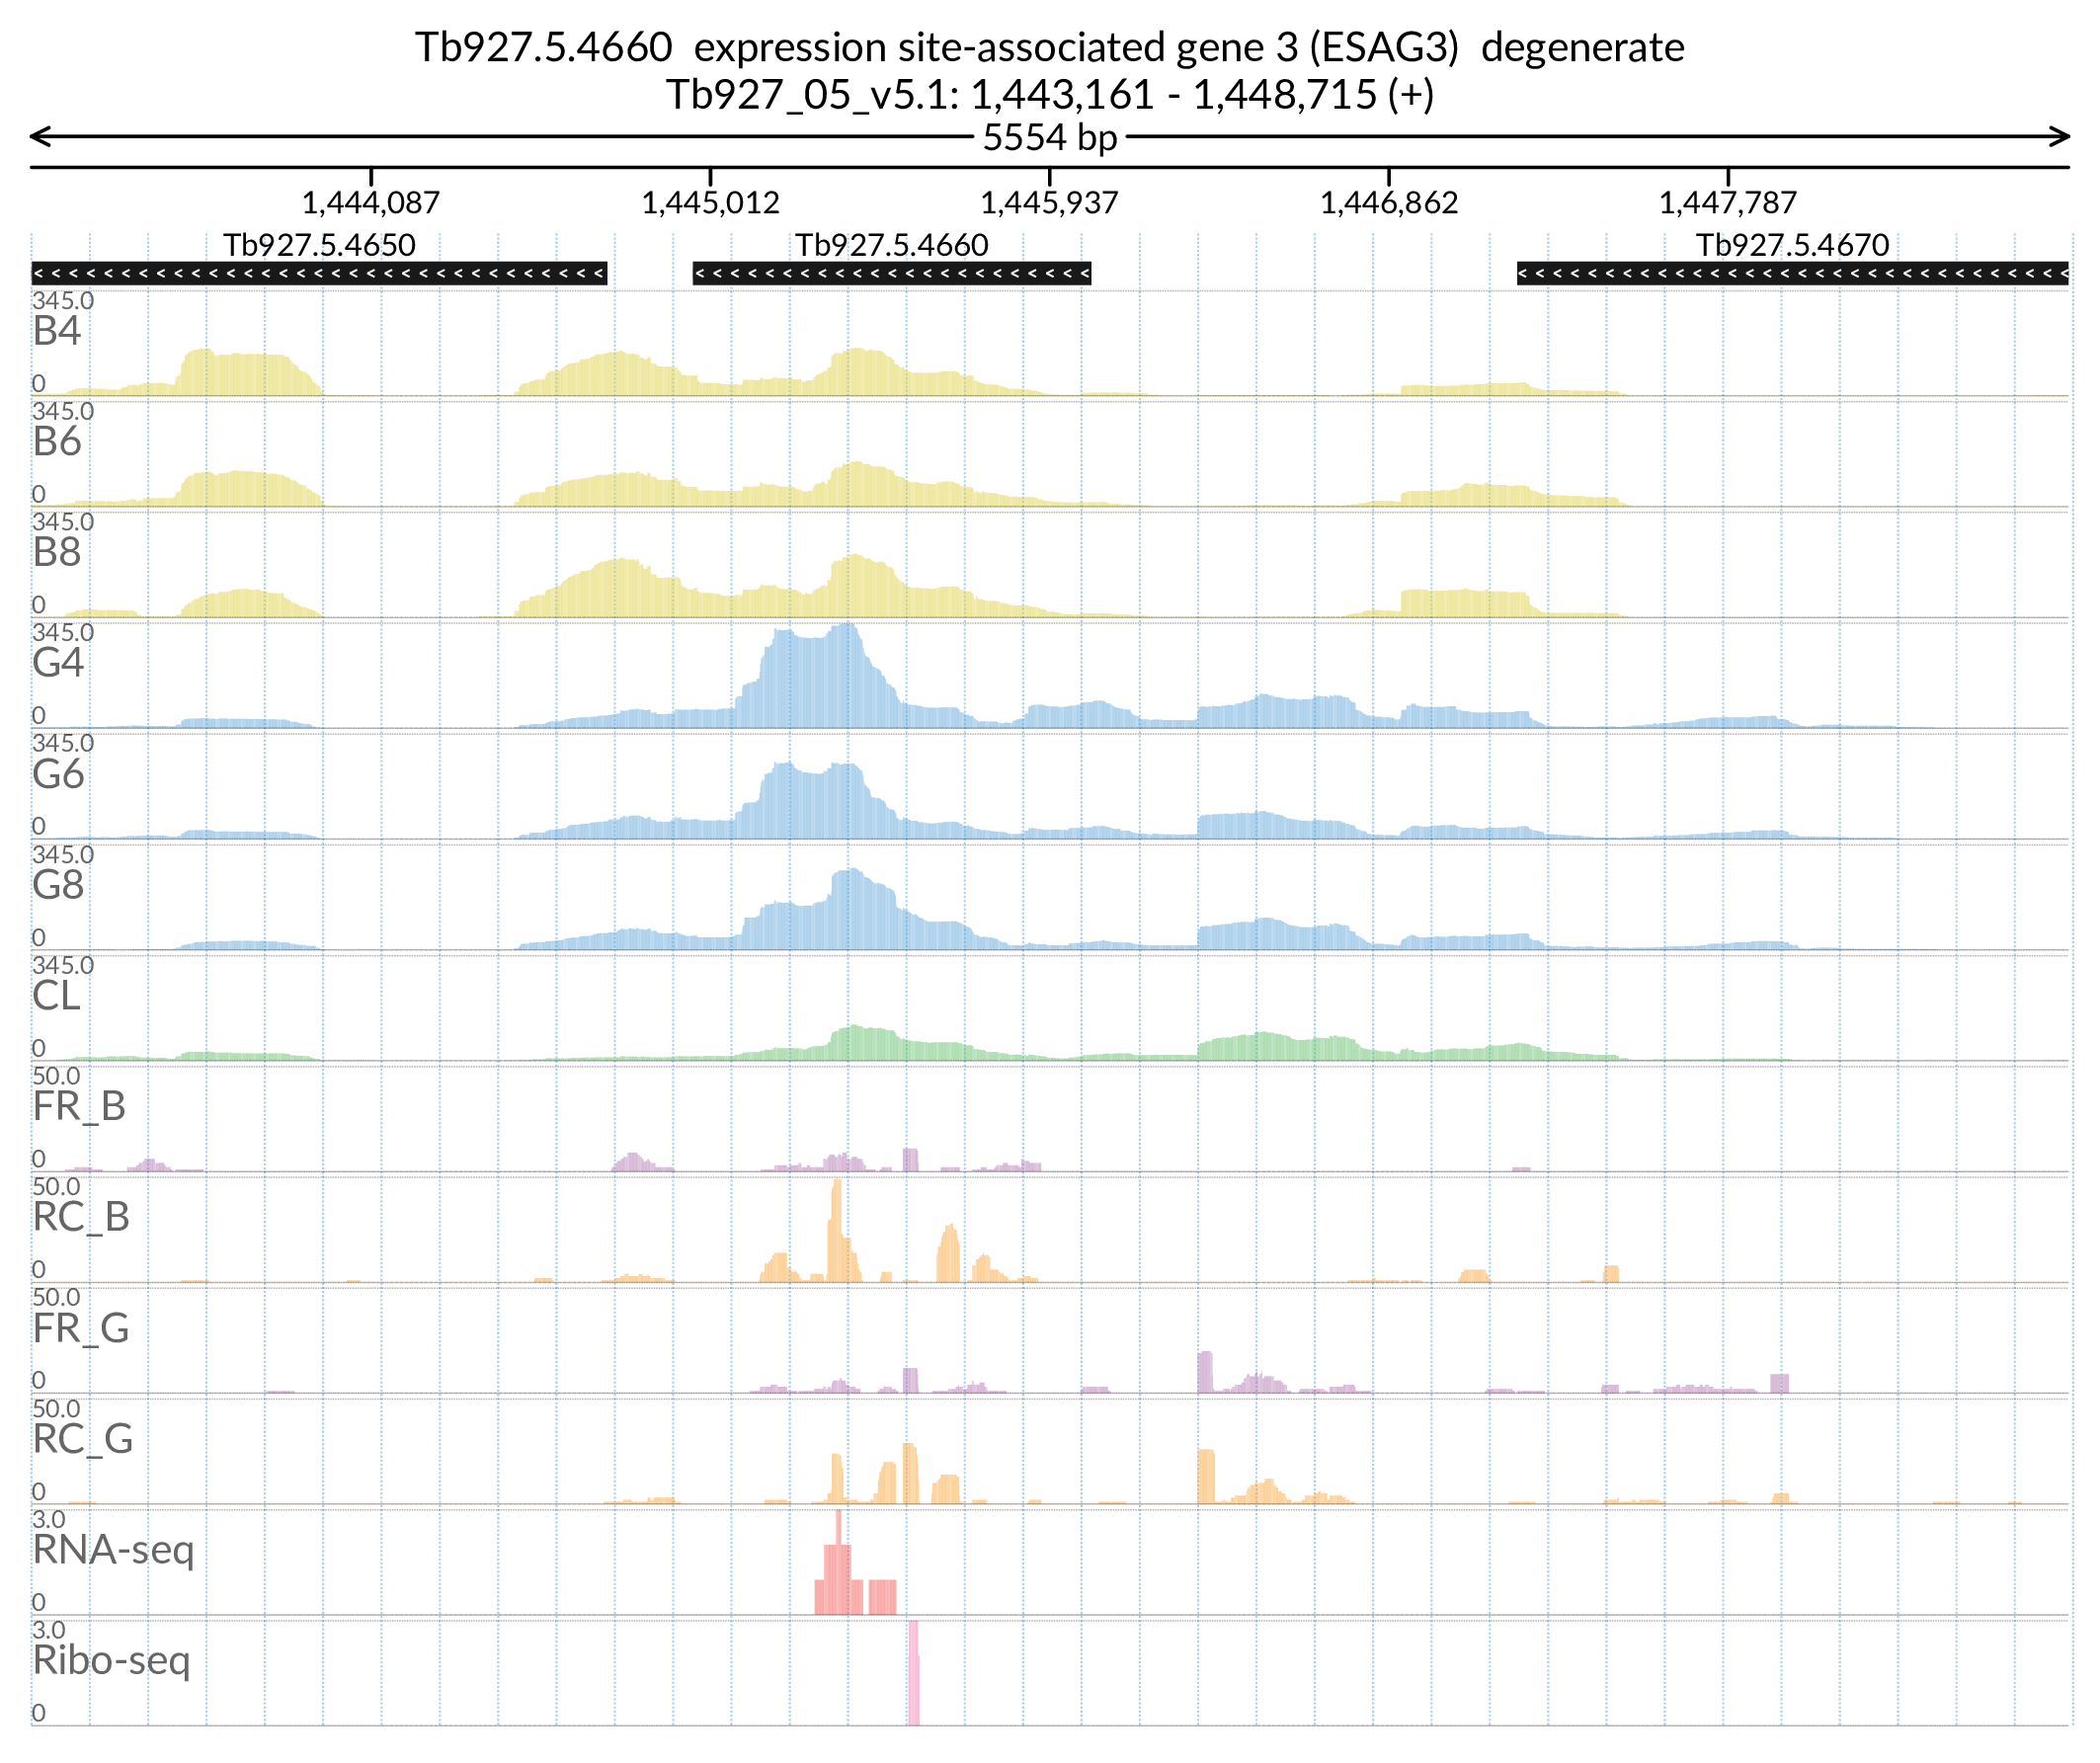 Tb927.5.4660  expression site-associated gene 3 (ESAG3)  degenerate
Tb927_05_v5.1: 1,443,161 - 1,448,715 (+)
5554 bp
1,444,087 1,445,012 1,445,937 1,446,862 1,447,787
Tb927.5.4650 Tb927.5.4660 Tb927.5.4670
345.0
B4
0
345.0
B6
0
345.0
B8
0
345.0
G4
0
345.0
G6
0
345.0
G8
0
345.0
CL
0
50.0
FR_B
0
50.0
RC_B
0
50.0
FR_G
0
50.0
RC_G
0
3.0
RNA-seq
0
3.0
Ribo-seq
0